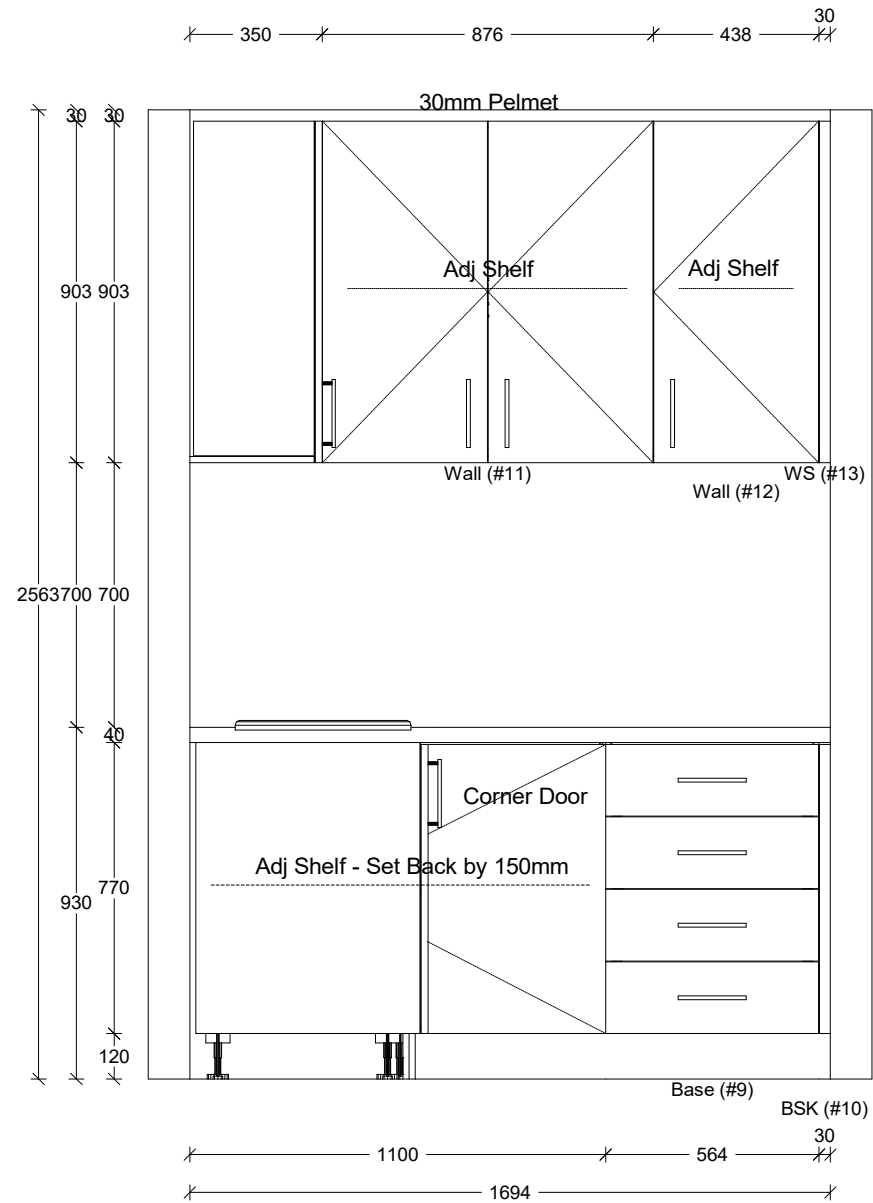 30
350 876 438
30mm Pelmet
30 30
Adj Shelf Adj Shelf
903 903
Wall (#11) WS (#13)
Wall (#12)
2563 700 700
40
Corner Door
Adj Shelf - Set Back by 150mm
770
930
120
Base (#9)
BSK (#10)
30
1100 564
1694